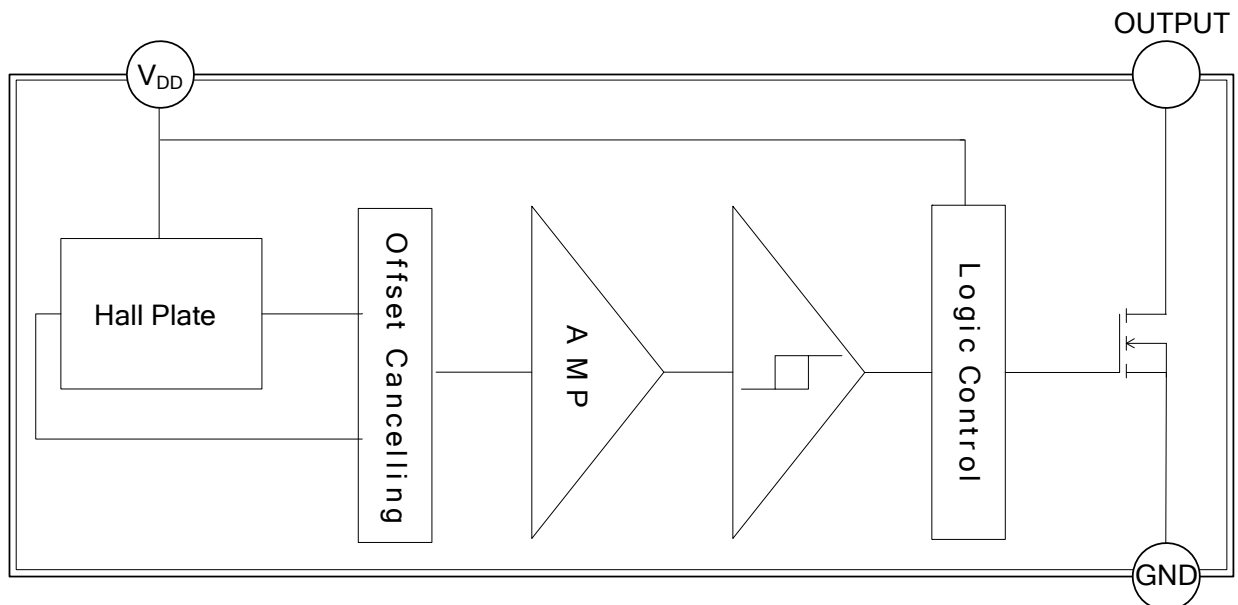 OUTPUT
VDD
Hall Plate
Offset Cancelling
AMP
Logic Control
GND